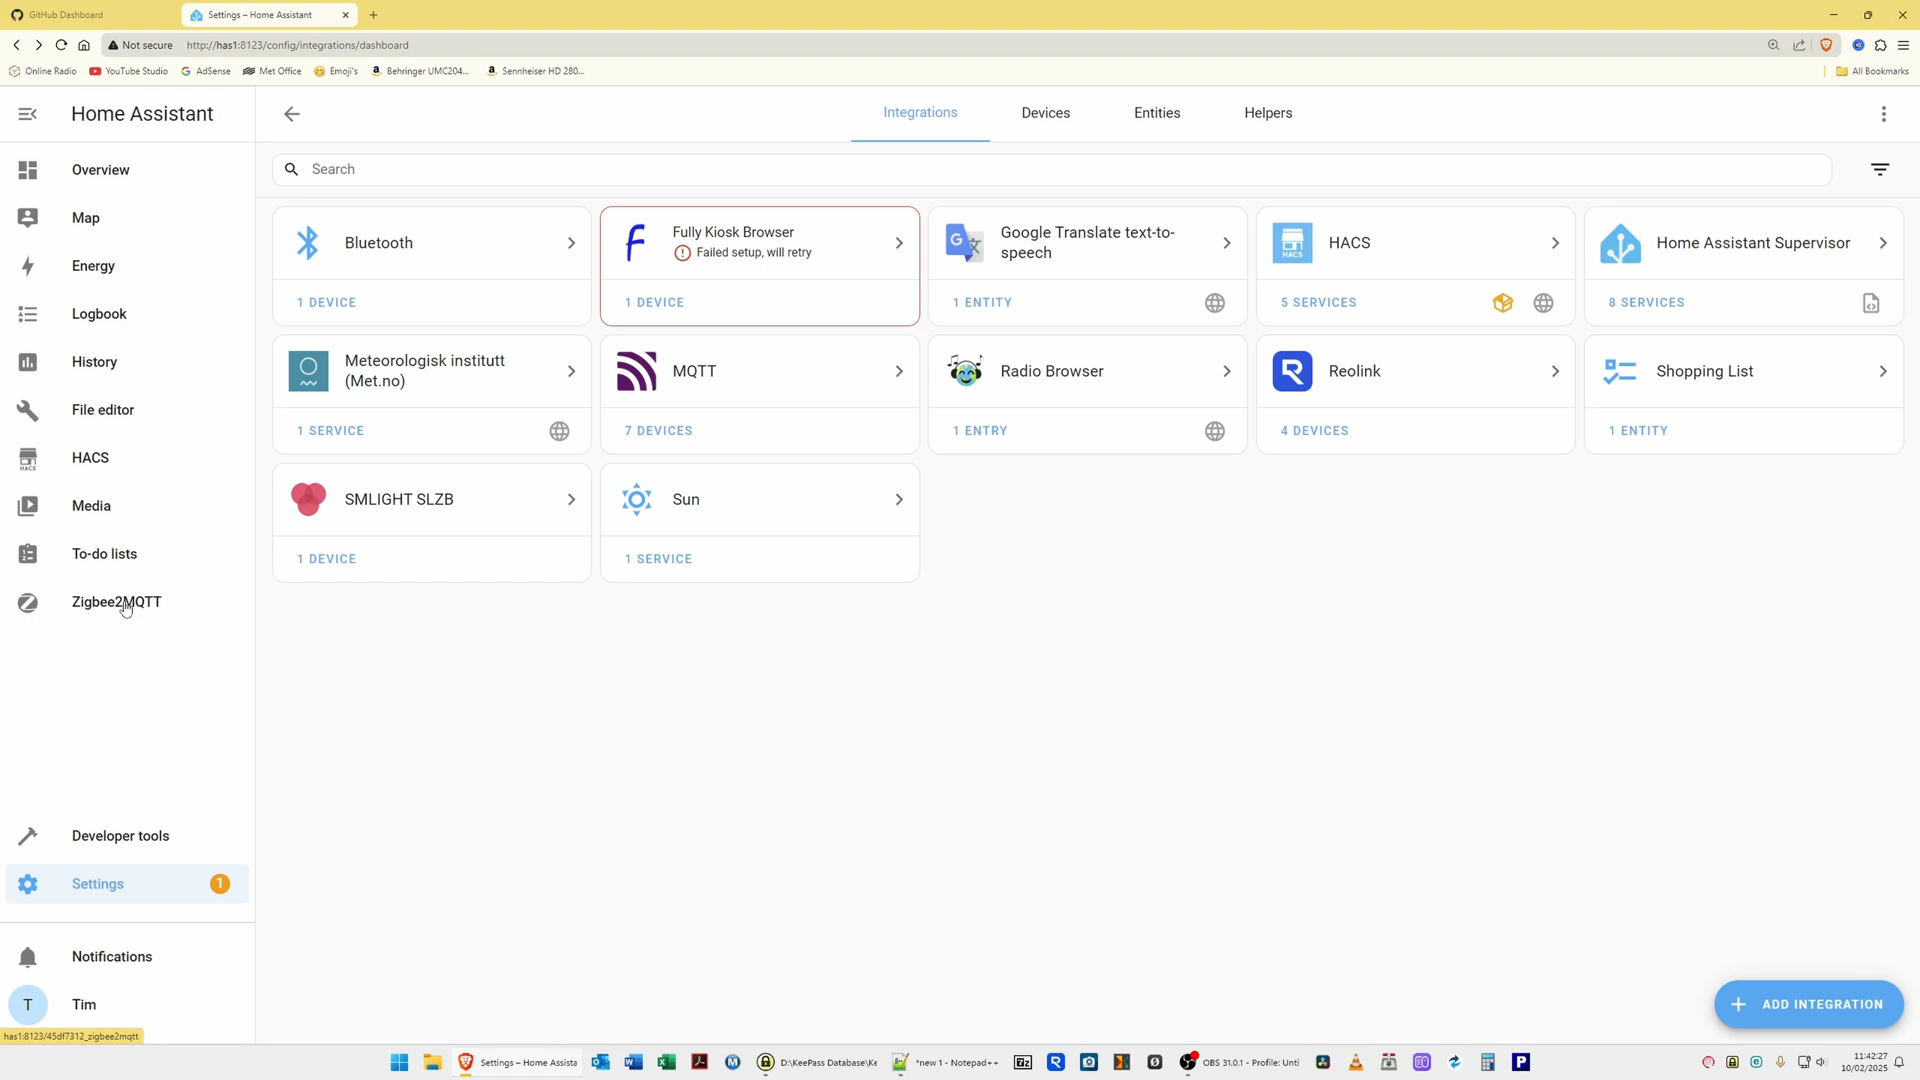 GitHub Dashboard
Settings – Home Assistant
Not secure
http://has1:8123/config/integrations/dashboard
Online Radio
YouTube Studio
AdSense
Met Office
Emoji's
Behringer UMC204...
Sennheiser HD 280...
All Bookmarks
Home Assistant
Integrations
Devices
Entities
Helpers
Overview
Map
Energy
Logbook
History
File editor
HACS
Media
To-do lists
Zigbee2MQTT
Developer tools
Settings
1
Notifications
T
Tim
has1:8123/45df7312_zigbee2mqtt
Search
Bluetooth
1 DEVICE
Fully Kiosk Browser
Failed setup, will retry
1 DEVICE
Google Translate text-to-
speech
1 ENTITY
HACS
HACS
5 SERVICES
Home Assistant Supervisor
8 SERVICES
Meteorologisk institutt
(Met.no)
1 SERVICE
MQTT
7 DEVICES
Radio Browser
1 ENTRY
Reolink
4 DEVICES
Shopping List
1 ENTITY
SMLIGHT SLZB
1 DEVICE
Sun
1 SERVICE
ADD INTEGRATION
Settings – Home Assista
D:\KeePass Database\Ke
*new 1 - Notepad++
OBS 31.0.1 - Profile: Unti
11:42:27
10/02/2025